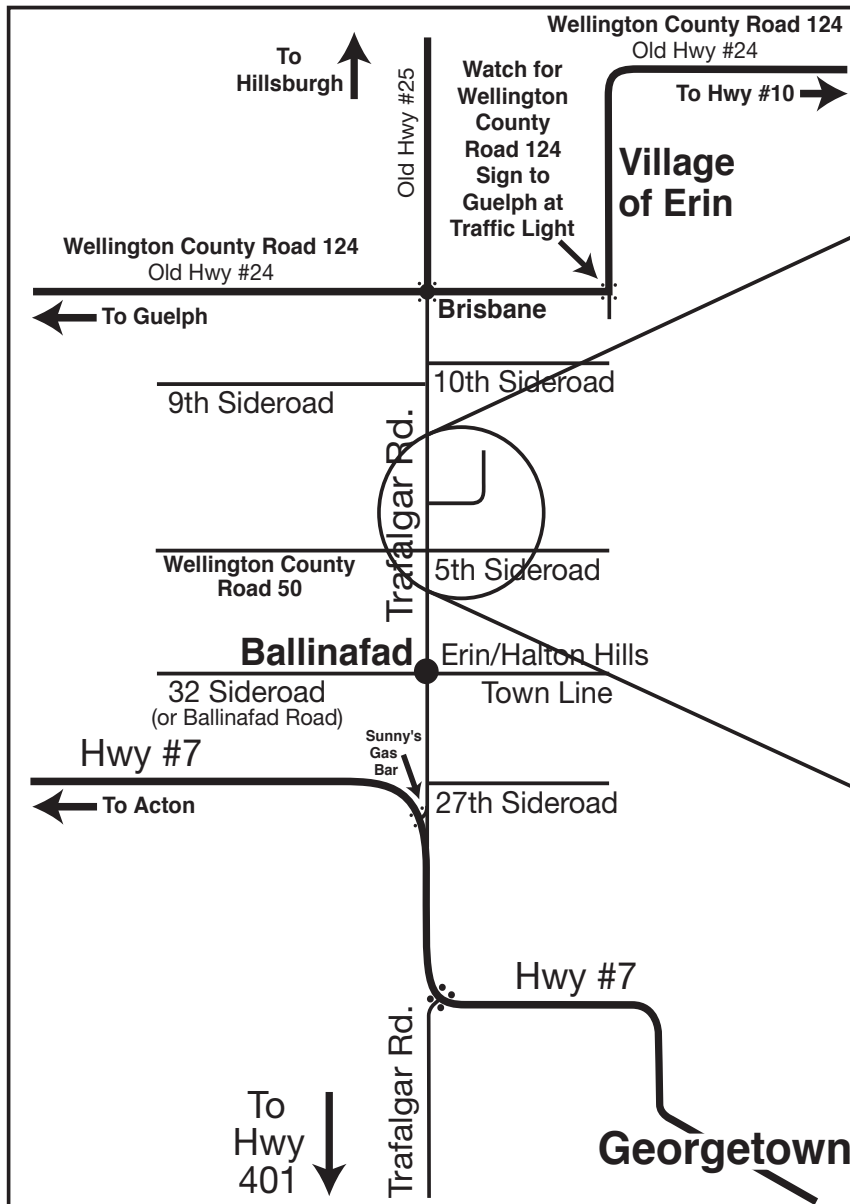 Wellington County Road 124
Old Hwy #24
To Hwy #10
To
Hillsburgh
Old Hwy #25
Watch for
Wellington
County
Road 124
Sign to
Guelph at
Traffic Light
Village
of Erin
Wellington County Road 124
Old Hwy #24
To Guelph
Brisbane
10th Sideroad
9th Sideroad
Trafalgar Rd.
Wellington County
Road 50
5th Sideroad
Ballinafad
Erin/Halton Hills
Town Line
32 Sideroad
(or Ballinafad Road)
Sunny's
Gas
Bar
Hwy #7
To Acton
27th Sideroad
Hwy #7
Trafalgar Rd.
To
Hwy
401
Georgetown